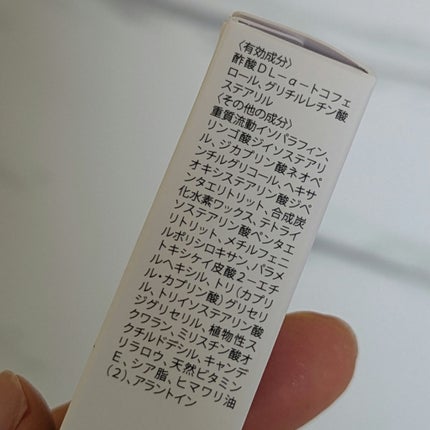 〈有効成分〉
酢酸DL-α-トコフェ
ロール、グリチルレチン酸
ステアリル
〈その他の成分〉
重質流動イソパラフィン、
リンゴ酸ジイソステアリ
ル、ジカプリン酸ネオペ
ンチルグリコール、ヘキサ
オキシステアリン酸ジペ
ンタエリトリット、合成炭
化水素ワックス、テトライ
ソステアリン酸ペンタエ
リトリット、メチルフェニ
ルポリシロキサン、パラメ
トキシケイ皮酸2-エチ
ルヘキシル、トリ(カプリ
ル・カプリン酸)グリセリ
ル、トリイソステアリン酸
ジグリセリル、植物性ス
クワラン、ミリスチン酸オ
クチルドデシル、キャンデ
リラロウ、天然ビタミン
E、シア脂、ヒマワリ油
(2)、アラントイン